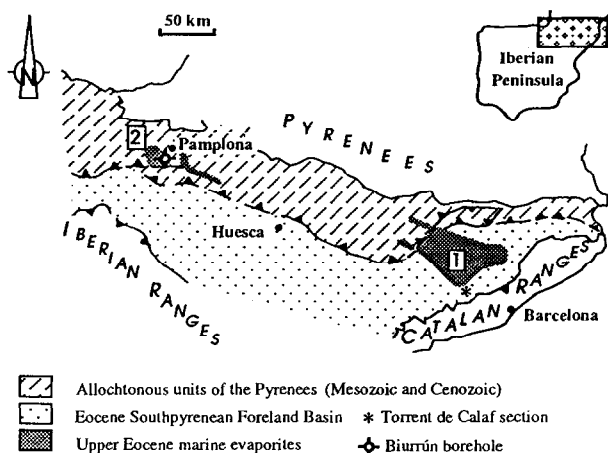 50 km
Iberian
Peninsula
N
PYRENEES
2
Pamplona
Huesca
IBERIAN RANGES
1
CATALAN RANGES
Barcelona
Allochtonous units of the Pyrenees (Mesozoic and Cenozoic)
Eocene Southpyrenean Foreland Basin * Torrent de Calaf section
Upper Eocene marine evaporites Biurrún borehole